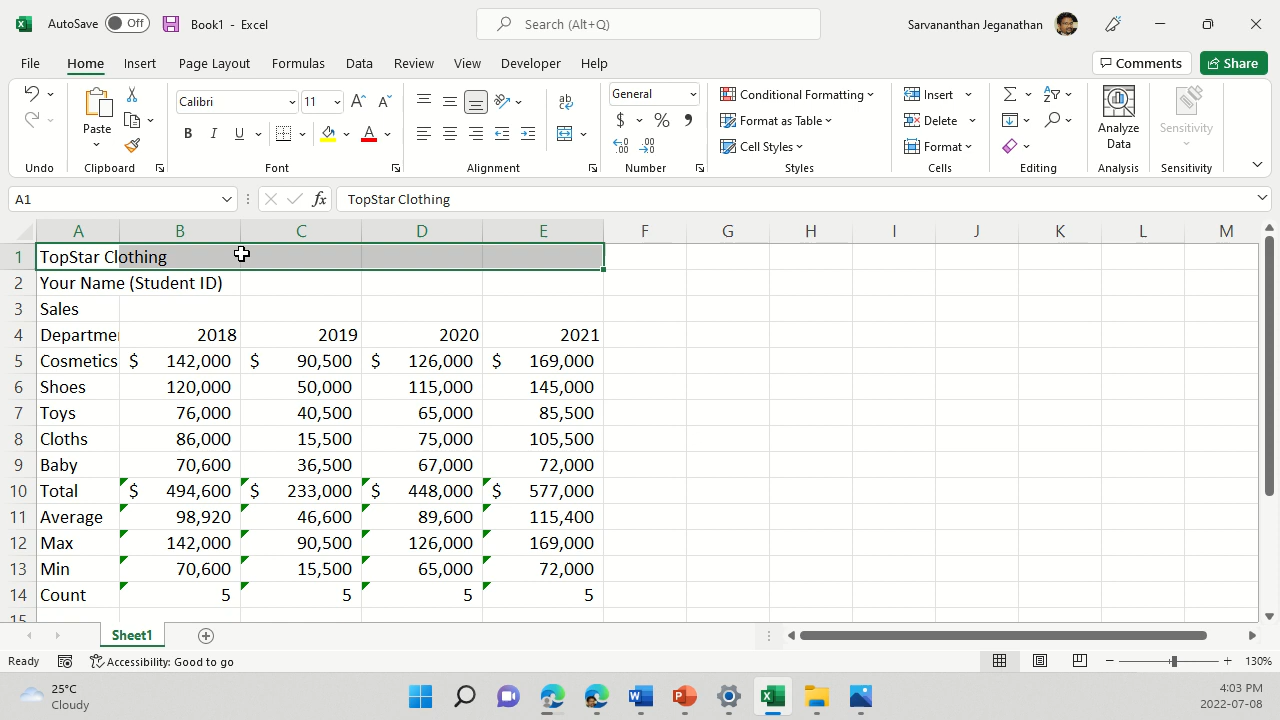 AutoSave Off Book1 - Excel Search (Alt+Q) Sarvananthan Jeganathan
File Home Insert Page Layout Formulas Data Review View Developer Help Comments Share
Calibri 11 General Conditional Formatting Insert
Paste $ % Format as Table Delete Analyze Data Sensitivity
B I U A Cell Styles Format
Undo Clipboard Font Alignment Number Styles Cells Editing Analysis Sensitivity
A1 fx TopStar Clothing
A B C D E F G H I J K L M
1 TopStar Clothing
2 Your Name (Student ID)
3 Sales
4 Departme 2018 2019 2020 2021
5 Cosmetics $ 142,000 $ 90,500 $ 126,000 $ 169,000
6 Shoes 120,000 50,000 115,000 145,000
7 Toys 76,000 40,500 65,000 85,500
8 Cloths 86,000 15,500 75,000 105,500
9 Baby 70,600 36,500 67,000 72,000
10 Total $ 494,600 $ 233,000 $ 448,000 $ 577,000
11 Average 98,920 46,600 89,600 115,400
12 Max 142,000 90,500 126,000 169,000
13 Min 70,600 15,500 65,000 72,000
14 Count 5 5 5 5
15
Sheet1
Ready Accessibility: Good to go 130%
25°C 4:03 PM
Cloudy 2022-07-08